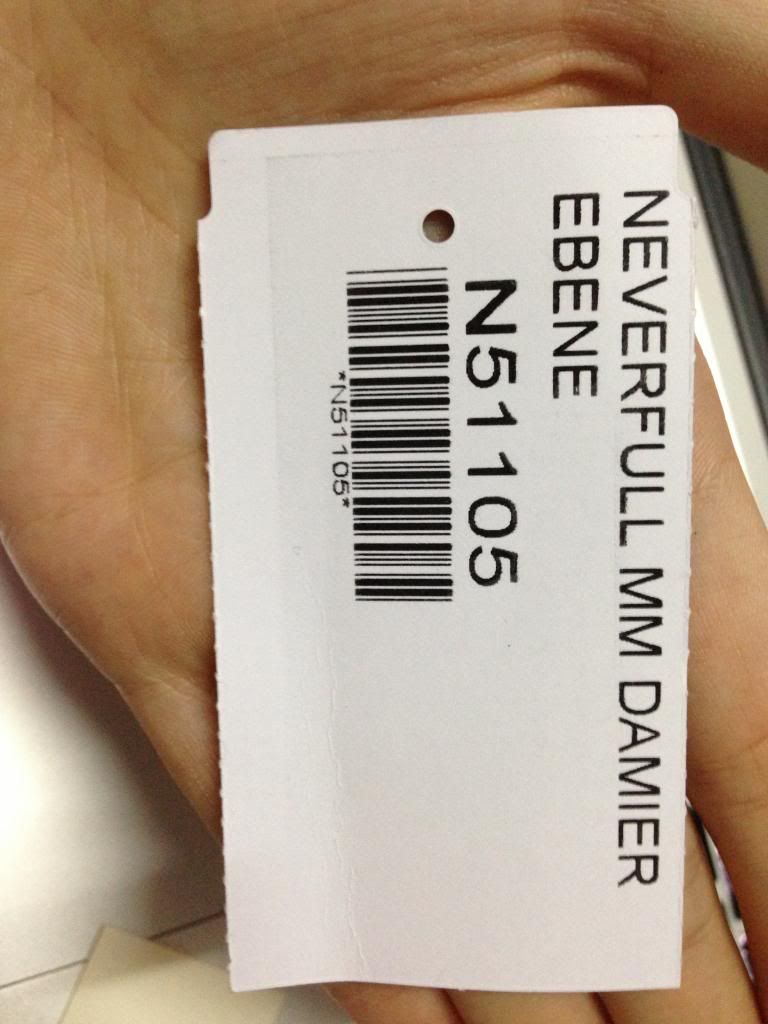 NEVERFULL MM DAMIER
EBENE
N51105
*N51105*